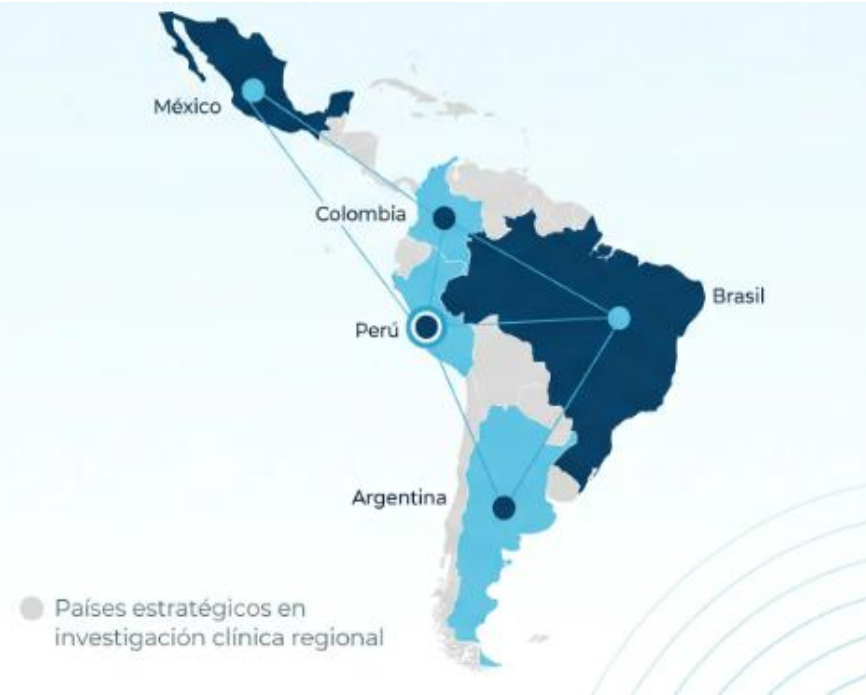 México
Colombia
Brasil
Perú
Argentina
Países estratégicos en
investigación clínica regional